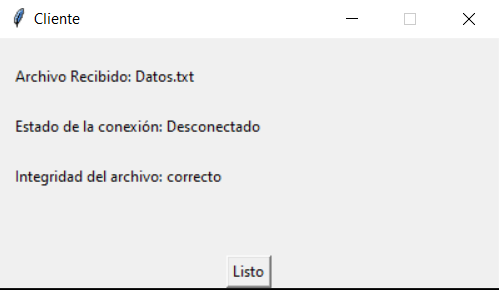 Cliente
Archivo Recibido: Datos.txt
Estado de la conexión: Desconectado
Integridad del archivo: correcto
Listo